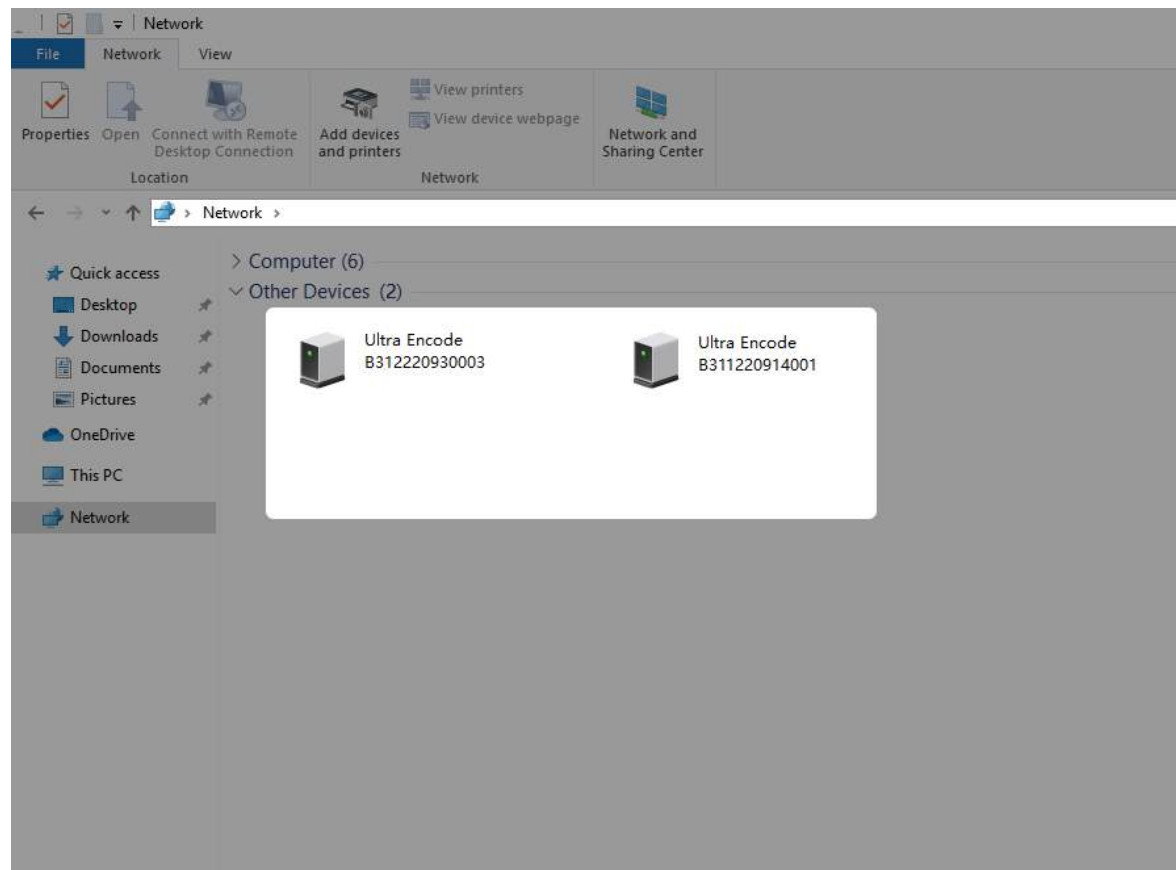 Network
File Network View
Properties Open Connect with Remote Desktop Connection
Add devices and printers
View printers
View device webpage
Network and Sharing Center
Location
Network
Network
Quick access
Desktop
Downloads
Documents
Pictures
OneDrive
This PC
Network
Computer (6)
Other Devices (2)
Ultra Encode
B312220930003
Ultra Encode
B311220914001